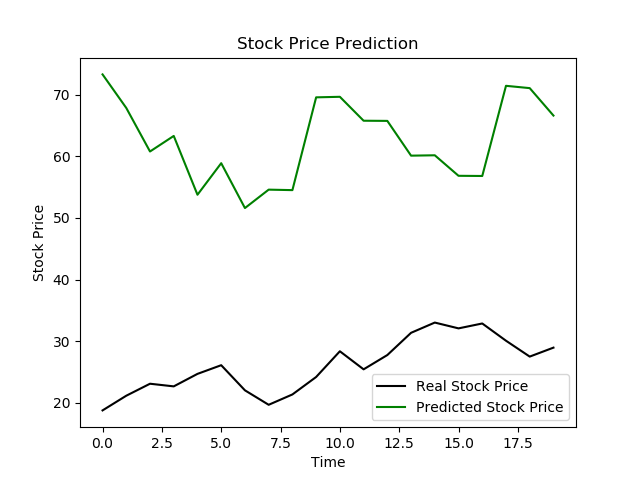 Stock Price Prediction
Stock Price
70
60
50
40
30
20
Real Stock Price
Predicted Stock Price
0.0 2.5 5.0 7.5 10.0 12.5 15.0 17.5
Time